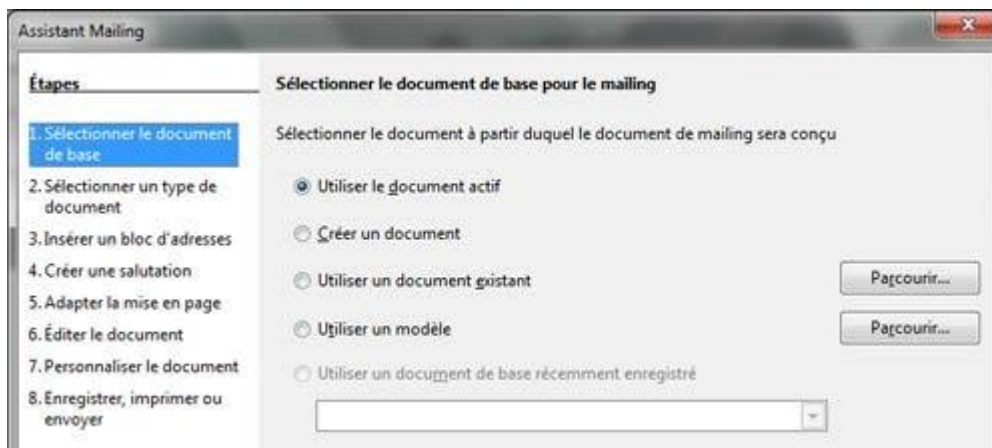 Assistant Mailing
Étapes
1. Sélectionner le document
de base
2. Sélectionner un type de
document
3. Insérer un bloc d'adresses
4. Créer une salutation
5. Adapter la mise en page
6. Éditer le document
7. Personnaliser le document
8. Enregistrer, imprimer ou
envoyer
Sélectionner le document de base pour le mailing
Sélectionner le document à partir duquel le document de mailing sera conçu
Utiliser le document actif
Créer un document
Utiliser un document existant
Parcourir...
Utiliser un modèle
Parcourir...
Utiliser un document de base récemment enregistré